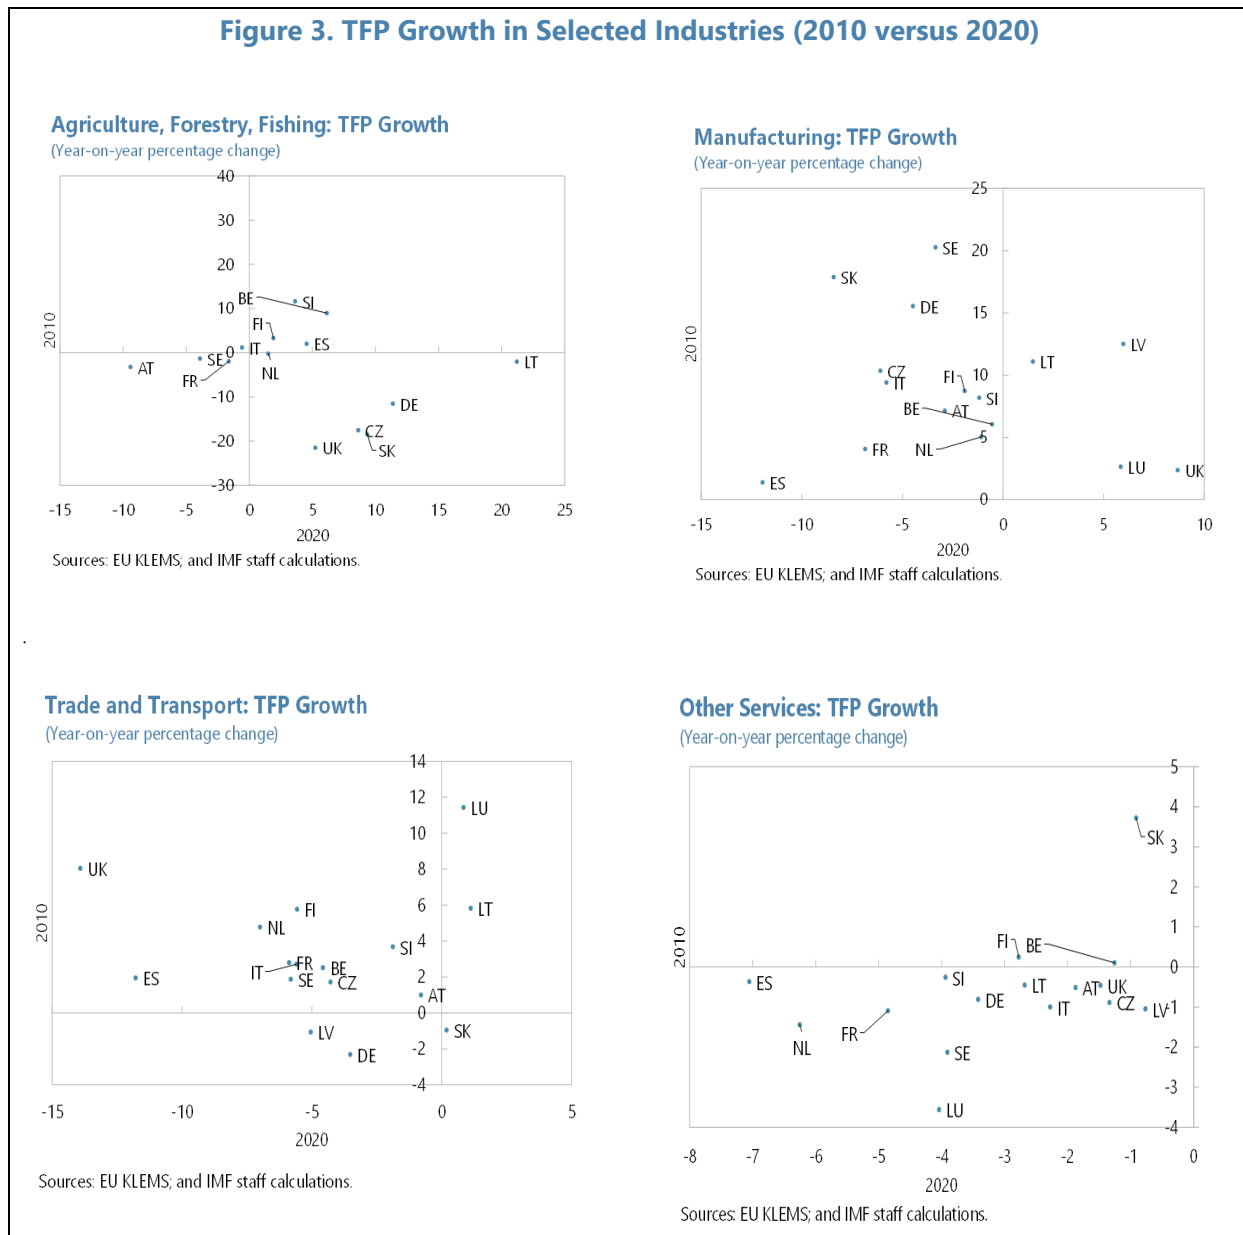 Figure 3. TFP Growth in Selected Industries (2010 versus 2020)
Agriculture, Forestry, Fishing: TFP Growth
(Year-on-year percentage change)
40
30
20
10
0
-10
-20
-30
2010
BE
SI
FI
ES
IT
SE
NL
AT
FR
LT
DE
CZ
UK
SK
-15 -10 -5 0 5 10 15 20 25
2020
Sources: EU KLEMS; and IMF staff calculations.
Manufacturing: TFP Growth
(Year-on-year percentage change)
25
20
15
10
5
0
2010
SE
SK
DE
LV
LT
CZ
IT
FI
SI
BE
AT
FR
NL
LU
UK
ES
-15 -10 -5 0 5 10
2020
Sources: EU KLEMS; and IMF staff calculations.
.
Trade and Transport: TFP Growth
(Year-on-year percentage change)
14
12
10
8
6
4
2
0
-2
-4
2010
LU
UK
FI
LT
NL
SI
IT
FR
BE
ES
SE
CZ
AT
LV
SK
DE
-15 -10 -5 0 5
2020
Sources: EU KLEMS; and IMF staff calculations.
Other Services: TFP Growth
(Year-on-year percentage change)
5
4
3
2
1
0
-1
-2
-3
-4
2010
SK
FI
BE
ES
SI
LT
AT
UK
DE
IT
CZ
LV
NL
FR
SE
LU
-8 -7 -6 -5 -4 -3 -2 -1 0
2020
Sources: EU KLEMS; and IMF staff calculations.